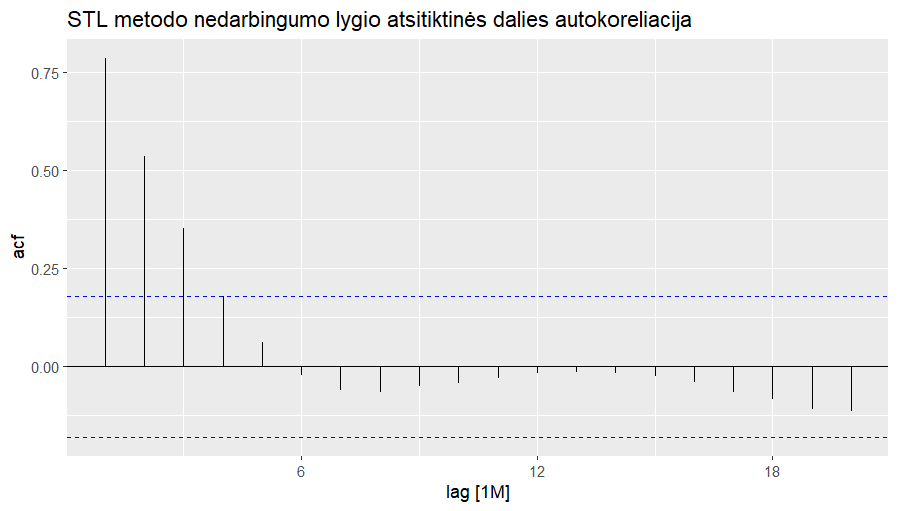 STL metodo nedarbingumo lygio atsitiktinės dalies autokoreliacija
0.75
0.50
0.25
0.00
acf
6
12
18
lag [1M]